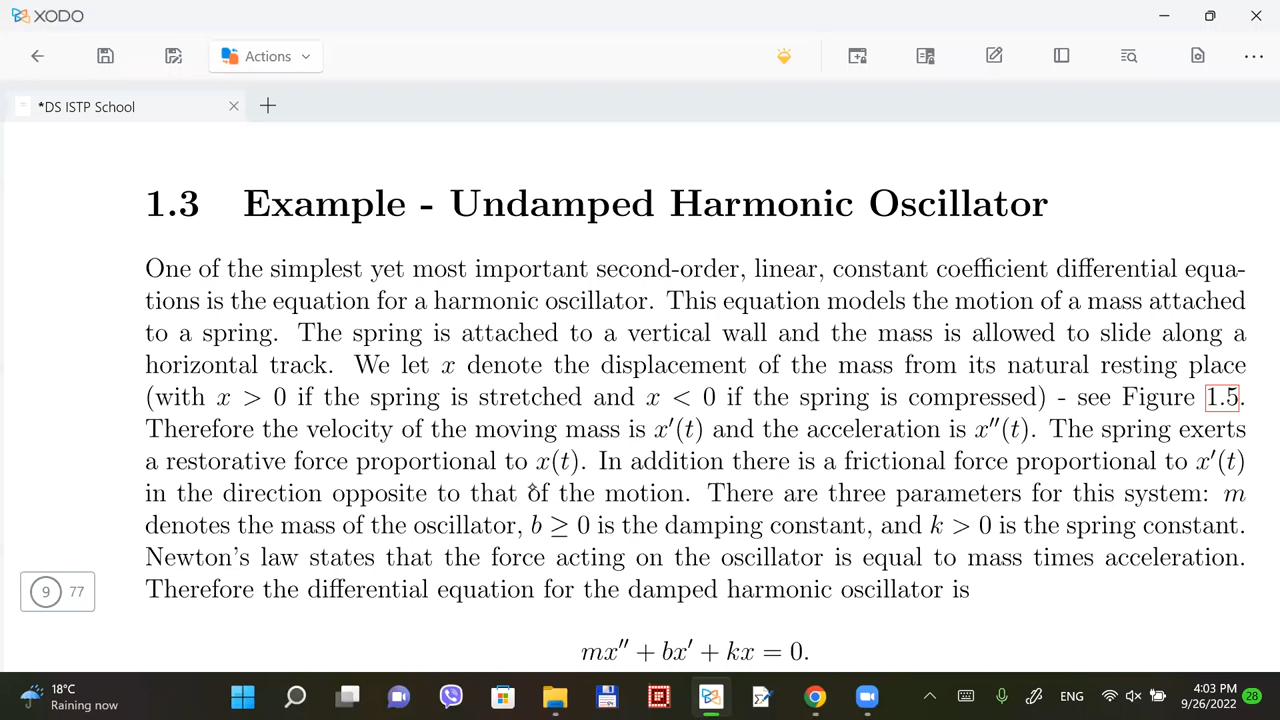 XODO
Actions
*DS ISTP School
1.3 Example - Undamped Harmonic Oscillator
One of the simplest yet most important second-order, linear, constant coefficient differential equa-
tions is the equation for a harmonic oscillator. This equation models the motion of a mass attached
to a spring. The spring is attached to a vertical wall and the mass is allowed to slide along a
horizontal track. We let x denote the displacement of the mass from its natural resting place
(with x > 0 if the spring is stretched and x < 0 if the spring is compressed) - see Figure 1.5.
Therefore the velocity of the moving mass is x′(t) and the acceleration is x″(t). The spring exerts
a restorative force proportional to x(t). In addition there is a frictional force proportional to x′(t)
in the direction opposite to that of the motion. There are three parameters for this system: m
denotes the mass of the oscillator, b ≥ 0 is the damping constant, and k > 0 is the spring constant.
Newton's law states that the force acting on the oscillator is equal to mass times acceleration.
Therefore the differential equation for the damped harmonic oscillator is
9 77
mx″ + bx′ + kx = 0.
18°C
Raining now
64
ENG
4:03 PM
9/26/2022
28